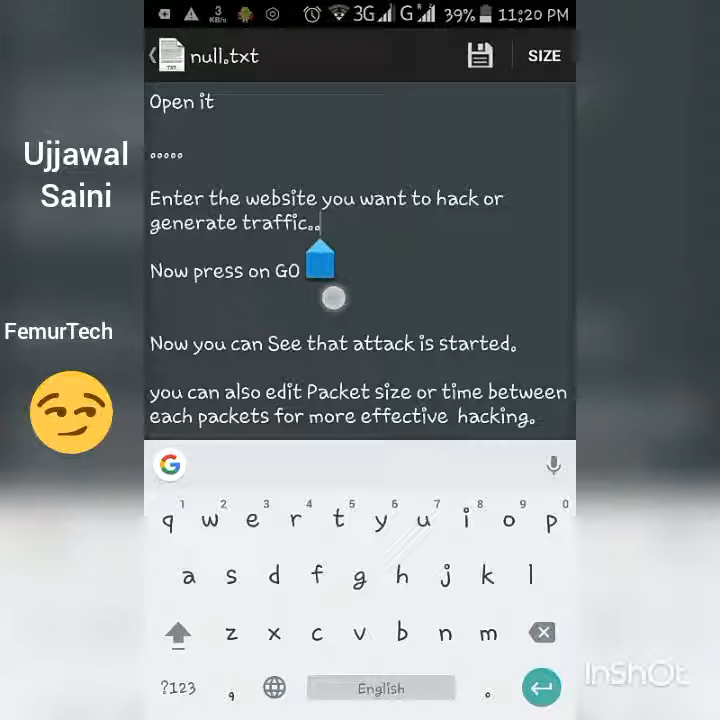 3
KB/s
3G
G
39%
11:20 PM
null.txt
SIZE
TXT
Open it
.....
Enter the website you want to hack or
generate traffic..
Now press on GO
Now you can See that attack is started.
you can also edit Packet size or time between
each packets for more effective hacking.
Ujjawal
Saini
FemurTech
G
1 2 3 4 5 6 7 8 9 0
q w e r t y u i o p
a s d f g h j k l
z x c v b n m
?123 , English .
InShOt